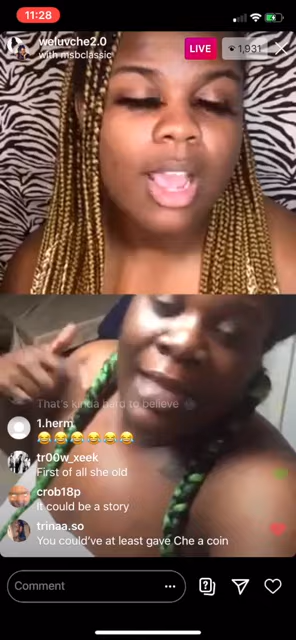 11:28
weluvche2.0
with msbclassic
LIVE
1,931
That's kinda hard to believe
1.herm
😂😂😂😂😂😂
tr00w_xeek
First of all she old
crob18p
It could be a story
trinaa.so
You could've at least gave Che a coin
Comment